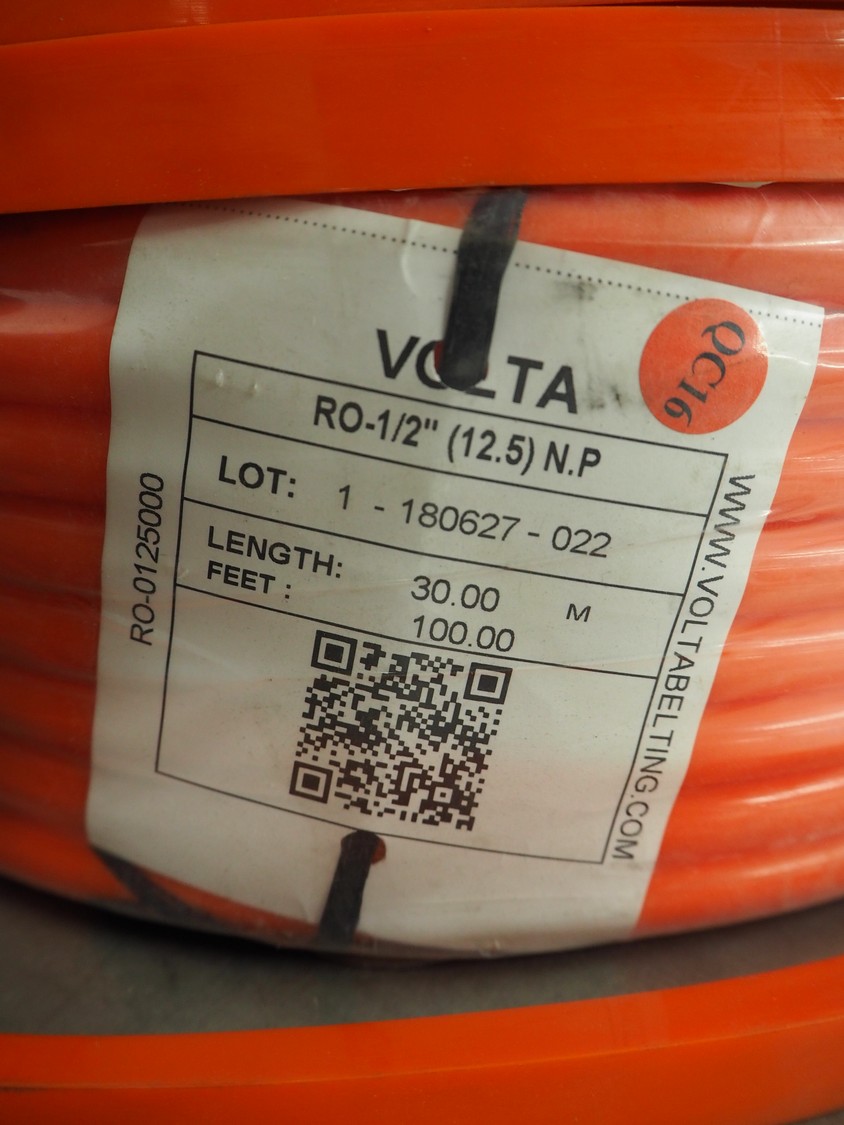 VOLTA
QC16
RO-1/2" (12.5) N.P
LOT: 1 - 180627 - 022
LENGTH: 30.00 M
FEET : 100.00
RO-0125000
WWW.VOLTABELTING.COM